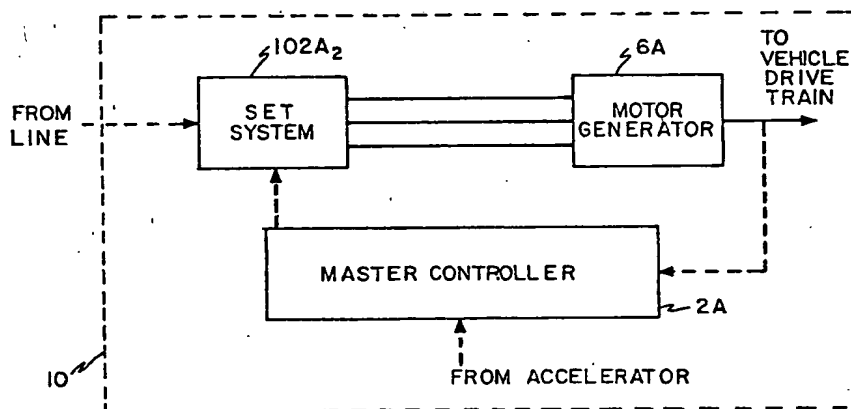 102A2
6A
TO
VEHICLE
DRIVE
TRAIN
FROM
LINE
SET
SYSTEM
MOTOR
GENERATOR
MASTER CONTROLLER
2A
10
FROM ACCELERATOR